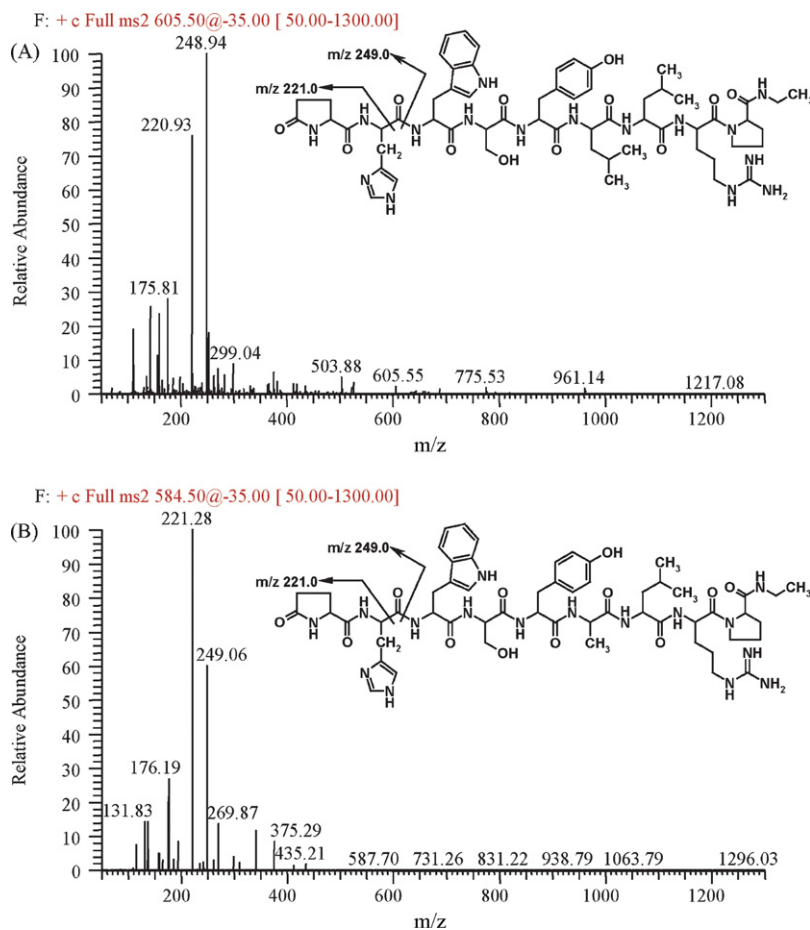 F: + c Full ms2 605.50@-35.00 [ 50.00-1300.00]
(A)
248.94
220.93
175.81
299.04
503.88
605.55
775.53
961.14
1217.08
m/z 249.0
m/z 221.0
O
N
H
O
H
N
CH2
N
N
H
O
N
H
NH
O
H
N
OH
O
N
H
OH
O
H
N
CH3
CH3
O
N
H
CH3
CH3
O
H
N
O
N
O
N
H
CH3
NH
N
H
NH2
Relative Abundance
100
90
80
70
60
50
40
30
20
10
0
200 400 600 800 1000 1200
m/z
F: + c Full ms2 584.50@-35.00 [ 50.00-1300.00]
(B)
221.28
249.06
176.19
131.83
269.87
375.29
435.21
587.70
731.26
831.22
938.79
1063.79
1296.03
m/z 249.0
m/z 221.0
O
N
H
O
H
N
CH2
N
N
H
O
N
H
NH
O
H
N
OH
O
N
H
OH
O
H
N
CH3
O
N
H
CH3
CH3
O
H
N
O
N
O
N
H
CH3
NH
N
H
NH2
Relative Abundance
100
90
80
70
60
50
40
30
20
10
0
200 400 600 800 1000 1200
m/z